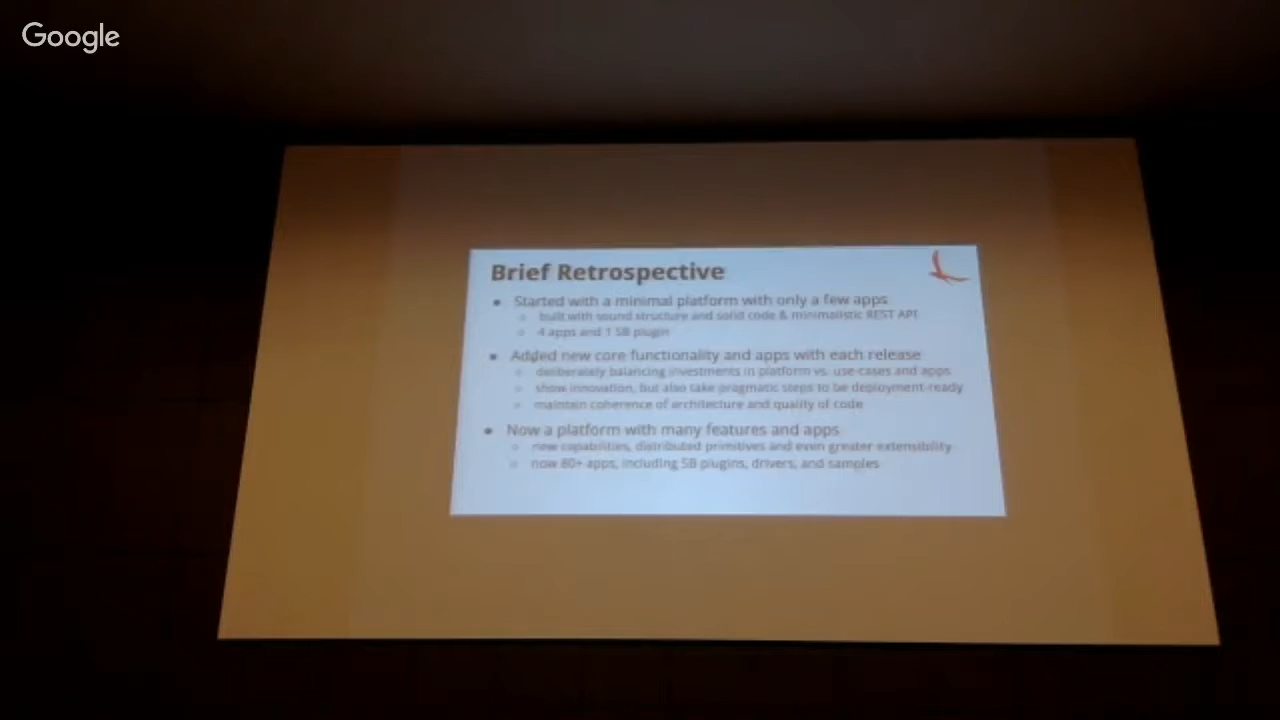 Google
Brief Retrospective
• Started with a minimal platform with only a few apps
○ built with sound structure and solid code & minimalistic REST API
○ 4 apps and 1 SB plugin
• Added new core functionality and apps with each release
○ deliberately balancing investments in platform vs. use-cases and apps
○ show innovation, but also take pragmatic steps to be deployment-ready
○ maintain coherence of architecture and quality of code
• Now a platform with many features and apps
○ new capabilities, distributed primitives and even greater extensibility
○ now 80+ apps, including SB plugins, drivers, and samples